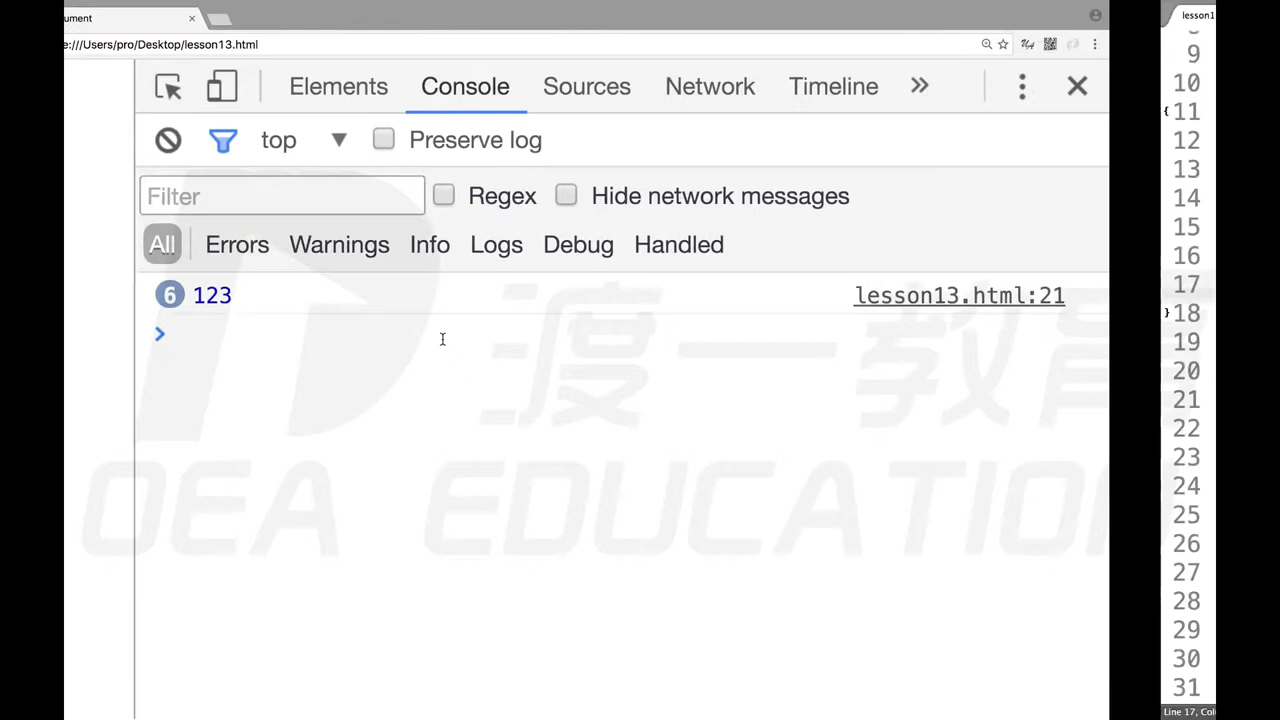 ument
e:///Users/pro/Desktop/lesson13.html
Elements Console Sources Network Timeline »
top Preserve log
Filter Regex Hide network messages
All Errors Warnings Info Logs Debug Handled
6 123 lesson13.html:21
>
渡一教育
OEA EDUCATION
lesson1
9
10
{ 11
12
13
14
15
16
17
} 18
19
20
21
22
23
24
25
26
27
28
29
30
31
Line 17, Col